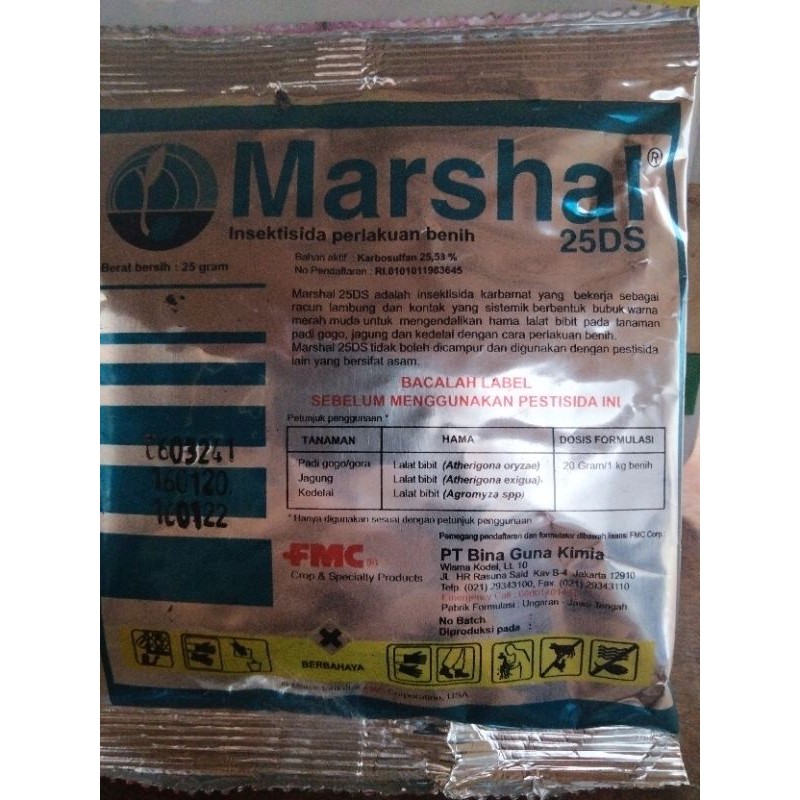 Marshal®
25DS
Insektisida perlakuan benih
Berat bersih : 25 gram
Bahan aktif : Karbosulfan 25,53 %
No Pendaftaran : RI.0101011983645
Marshal 25DS adalah insektisida karbamat yang bekerja sebagai
racun lambung dan kontak yang sistemik berbentuk bubuk warna
merah muda untuk mengendalikan hama lalat bibit pada tanaman
padi gogo, jagung dan kedelai dengan cara perlakuan benih.
Marshal 25DS tidak boleh dicampur dan digunakan dengan pestisida
lain yang bersifat asam.
BACALAH LABEL
SEBELUM MENGGUNAKAN PESTISIDA INI
Petunjuk penggunaan *
TANAMAN HAMA DOSIS FORMULASI
Padi gogo/gora Lalat bibit (Atherigona oryzae) 20 Gram/1 kg benih
Jagung Lalat bibit (Atherigona exigua)
Kedelai Lalat bibit (Agromyza spp)
* Hanya digunakan sesuai dengan petunjuk penggunaan
603241
160120
160122
Pemegang pendaftaran dan formulator dibawah lisensi FMC Corp
FMC
Crop & Specialty Products
PT Bina Guna Kimia
Wisma Kodel, Lt. 10
JL. HR Rasuna Said Kav B-4 Jakarta 12910
Telp. (021) 29343100, Fax. (021) 29343110
Emergency Call :
Pabrik Formulasi : Ungaran - Jawa Tengah
No Batch
Diproduksi pada :
BERBAHAYA
Corporation, USA